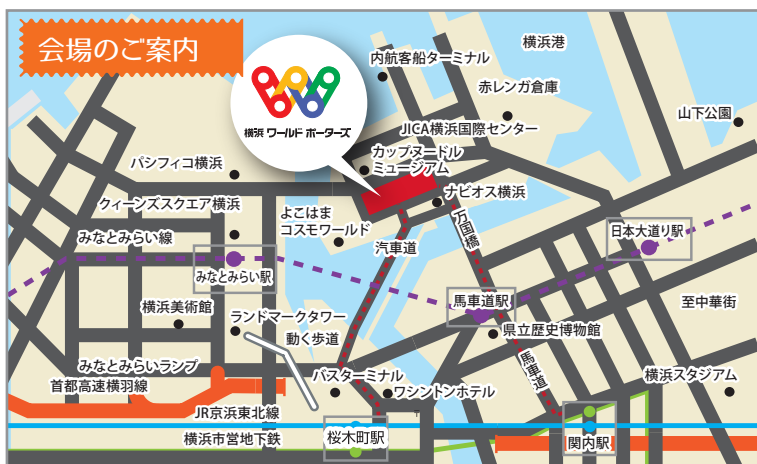 会場のご案内
横浜 ワールド ポーターズ
内航客船ターミナル
横浜港
赤レンガ倉庫
山下公園
JICA横浜国際センター
カップヌードル
ミュージアム
パシフィコ横浜
ナビオス横浜
クィーンズスクエア横浜
よこはま
コスモワールド
万国橋
みなとみらい線
汽車道
日本大通り駅
みなとみらい駅
馬車道駅
至中華街
横浜美術館
ランドマークタワー
県立歴史博物館
動く歩道
馬車道
みなとみらいランプ
首都高速横羽線
バスターミナル
ワシントンホテル
横浜スタジアム
JR京浜東北線
横浜市営地下鉄
桜木町駅
〒
関内駅